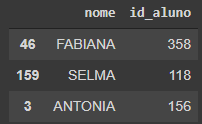 nome id_aluno
46 FABIANA 358
159 SELMA 118
3 ANTONIA 156